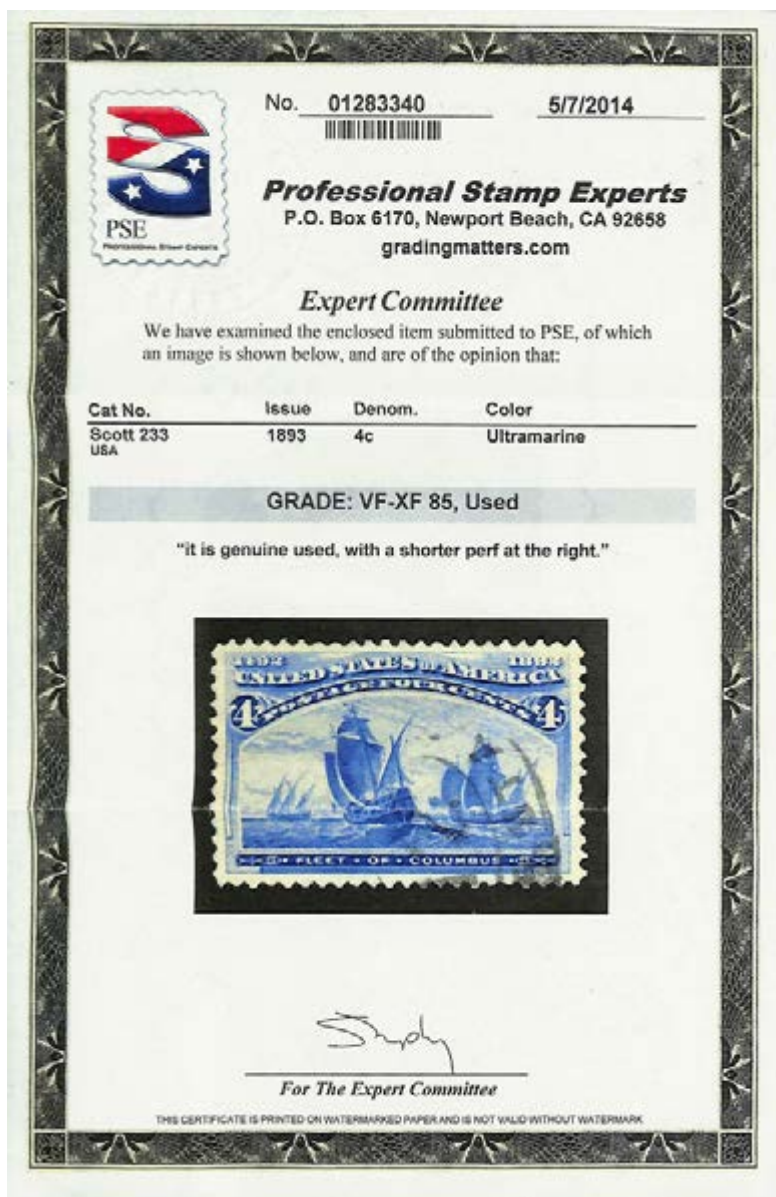 No. 01283340 5/7/2014
PSE
PROFESSIONAL STAMP EXPERTS
Professional Stamp Experts
P.O. Box 6170, Newport Beach, CA 92658
gradingmatters.com
Expert Committee
We have examined the enclosed item submitted to PSE, of which
an image is shown below, and are of the opinion that:
Cat No. Issue Denom. Color
Scott 233 1893 4c Ultramarine
USA
GRADE: VF-XF 85, Used
"it is genuine used, with a shorter perf at the right."
1492 1892
UNITED STATES OF AMERICA
4 POSTAGE FOUR CENTS 4
FLEET • OF • COLUMBUS
For The Expert Committee
THIS CERTIFICATE IS PRINTED ON WATERMARKED PAPER AND IS NOT VALID WITHOUT WATERMARK